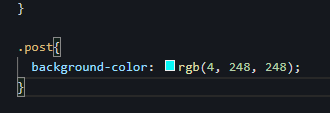 }
.post{
background-color: rgb(4, 248, 248);
}